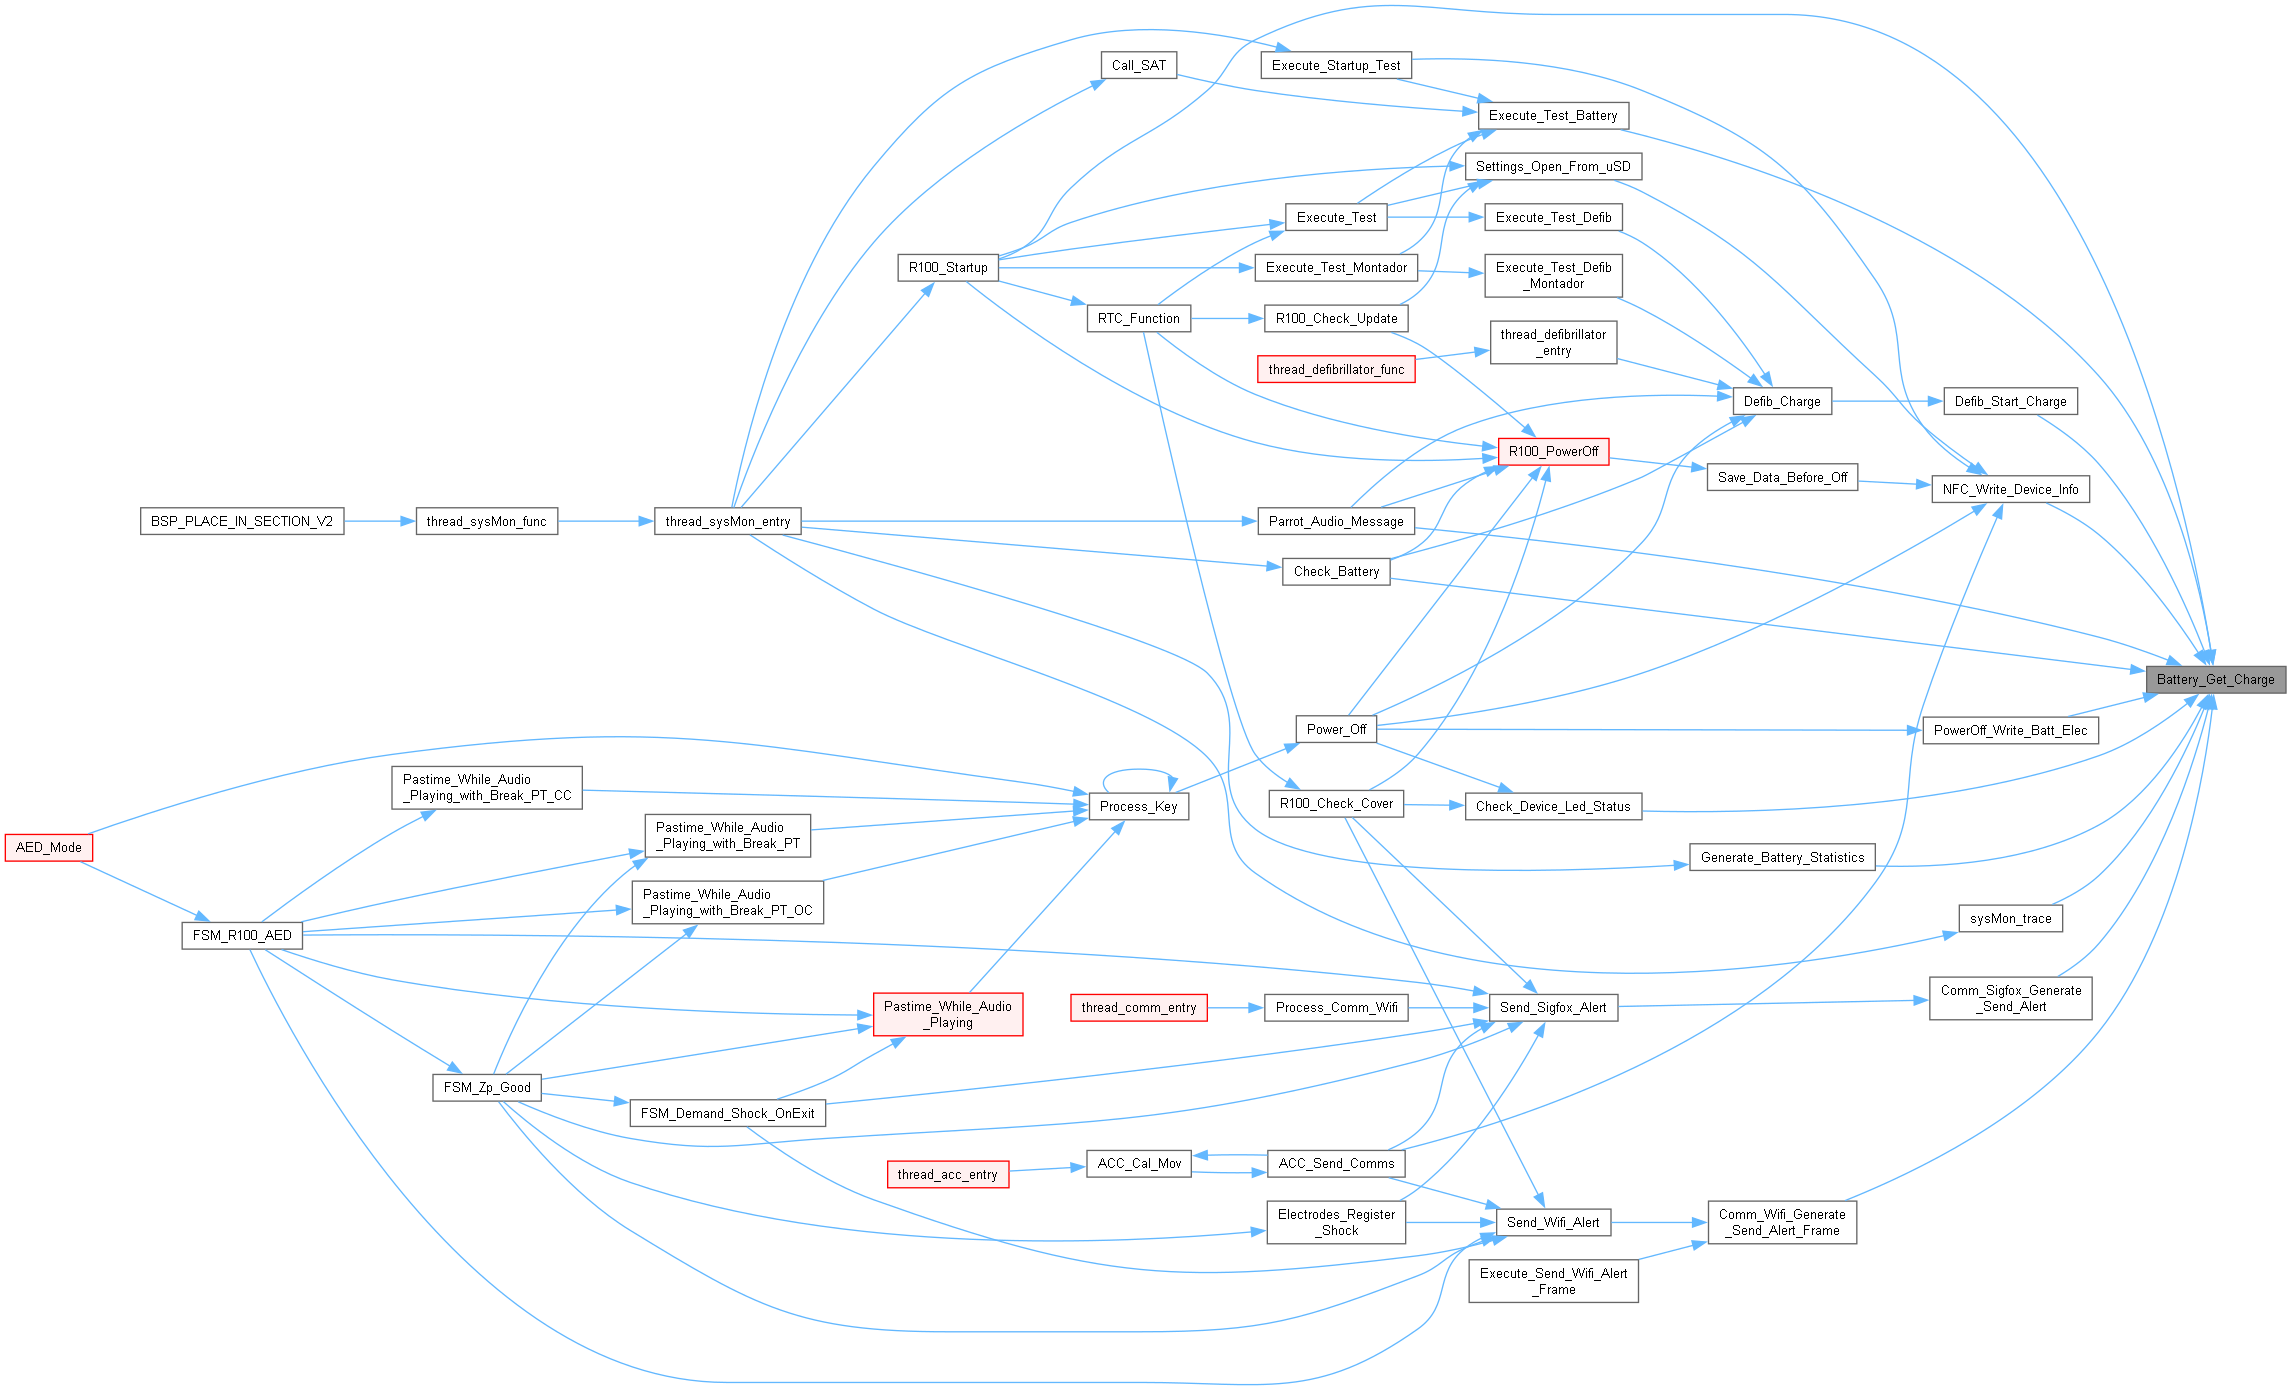 Call_SAT
Execute_Startup_Test
Execute_Test_Battery
Settings_Open_From_uSD
Execute_Test
Execute_Test_Defib
R100_Startup
Execute_Test_Montador
Execute_Test_Defib
_Montador
RTC_Function
R100_Check_Update
thread_defibrillator
_entry
thread_defibrillator_func
Defib_Charge
Defib_Start_Charge
R100_PowerOff
Save_Data_Before_Off
NFC_Write_Device_Info
BSP_PLACE_IN_SECTION_V2
thread_sysMon_func
thread_sysMon_entry
Parrot_Audio_Message
Check_Battery
Battery_Get_Charge
Power_Off
PowerOff_Write_Batt_Elec
Pastime_While_Audio
_Playing_with_Break_PT_CC
Process_Key
R100_Check_Cover
Check_Device_Led_Status
AED_Mode
Pastime_While_Audio
_Playing_with_Break_PT
Generate_Battery_Statistics
Pastime_While_Audio
_Playing_with_Break_PT_OC
sysMon_trace
FSM_R100_AED
Comm_Sigfox_Generate
_Send_Alert
Pastime_While_Audio
_Playing
thread_comm_entry
Process_Comm_Wifi
Send_Sigfox_Alert
FSM_Zp_Good
FSM_Demand_Shock_OnExit
thread_acc_entry
ACC_Cal_Mov
ACC_Send_Comms
Electrodes_Register
_Shock
Send_Wifi_Alert
Comm_Wifi_Generate
_Send_Alert_Frame
Execute_Send_Wifi_Alert
_Frame